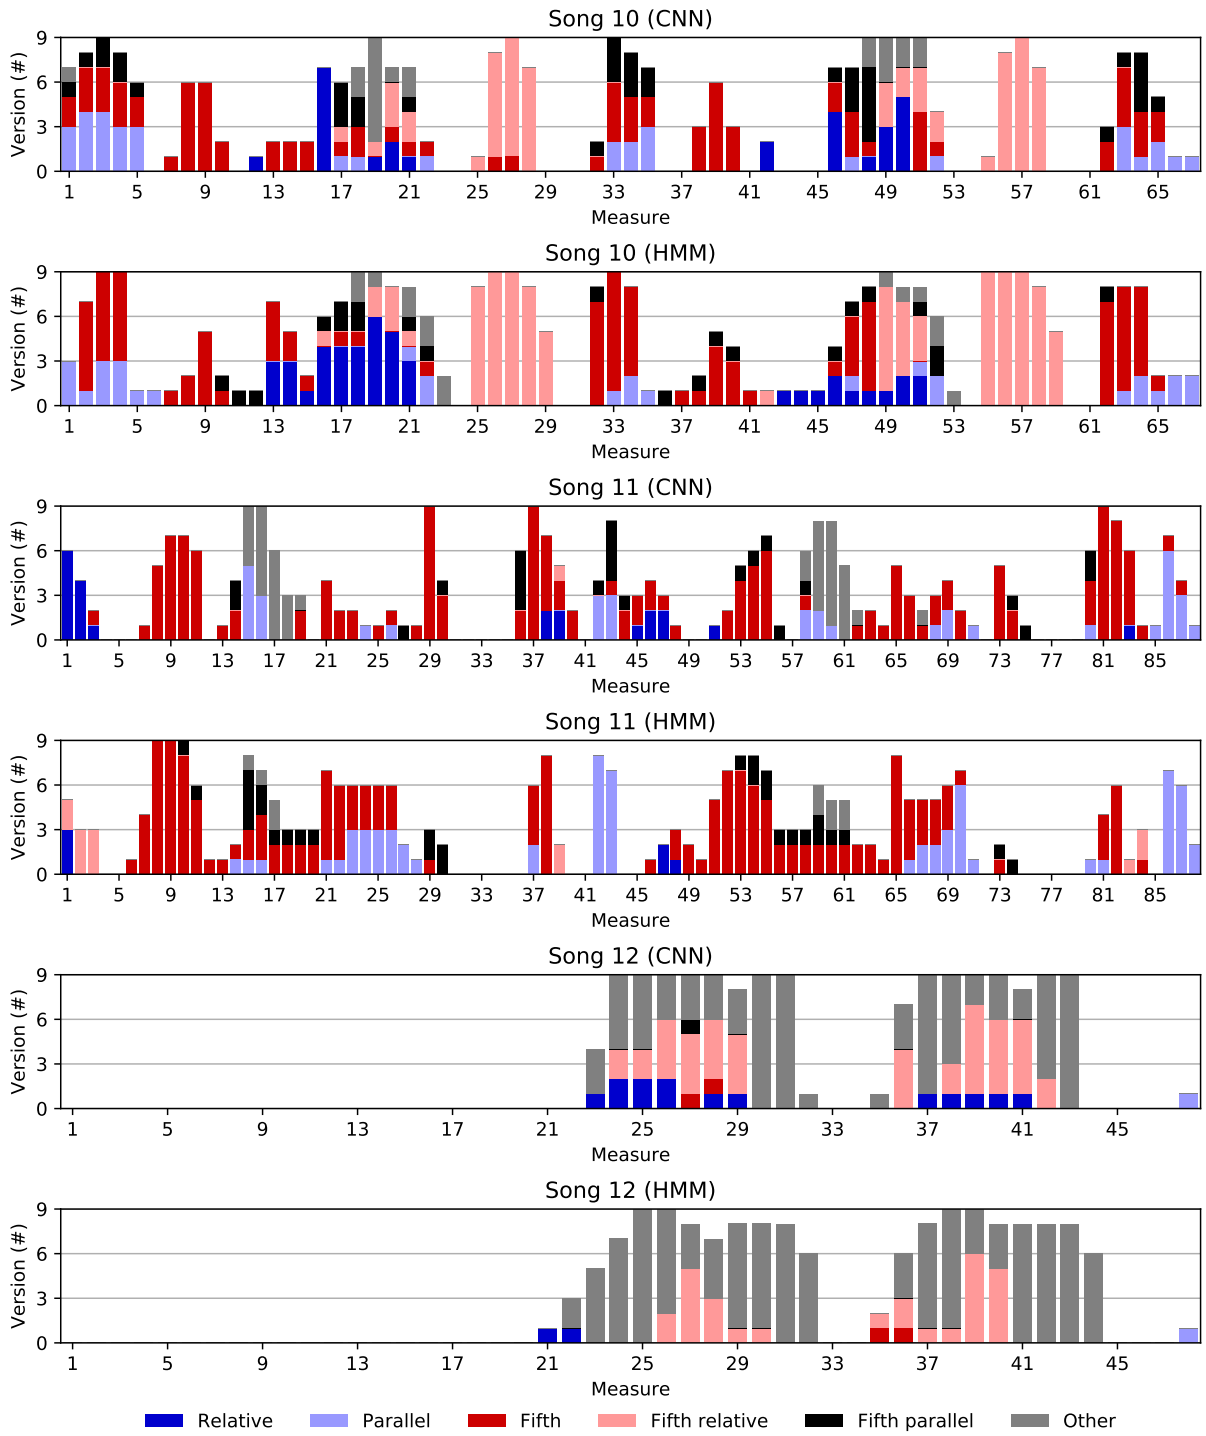 Song 10 (CNN)
Version (#)
9
6
3
0
1 5 9 13 17 21 25 29 33 37 41 45 49 53 57 61 65
Measure
Song 10 (HMM)
Version (#)
9
6
3
0
1 5 9 13 17 21 25 29 33 37 41 45 49 53 57 61 65
Measure
Song 11 (CNN)
Version (#)
9
6
3
0
1 5 9 13 17 21 25 29 33 37 41 45 49 53 57 61 65 69 73 77 81 85
Measure
Song 11 (HMM)
Version (#)
9
6
3
0
1 5 9 13 17 21 25 29 33 37 41 45 49 53 57 61 65 69 73 77 81 85
Measure
Song 12 (CNN)
Version (#)
9
6
3
0
1 5 9 13 17 21 25 29 33 37 41 45
Measure
Song 12 (HMM)
Version (#)
9
6
3
0
1 5 9 13 17 21 25 29 33 37 41 45
Measure
Relative Parallel Fifth Fifth relative Fifth parallel Other